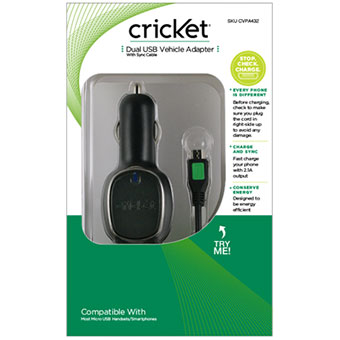 cricket
SKU CVPA432
Dual USB Vehicle Adapter
With Sync Cable
STOP.
CHECK.
CHARGE.
• EVERY PHONE
IS DIFFERENT
Before charging,
check to make
sure you plug
the cord in
right-side up
to avoid any
damage.
• CHARGE
AND SYNC
Fast charge
your phone
with 2.1A
output
• CONSERVE
ENERGY
Designed to
be energy
efficient
TRY
ME!
Compatible With
Most Micro USB Handsets/Smartphones